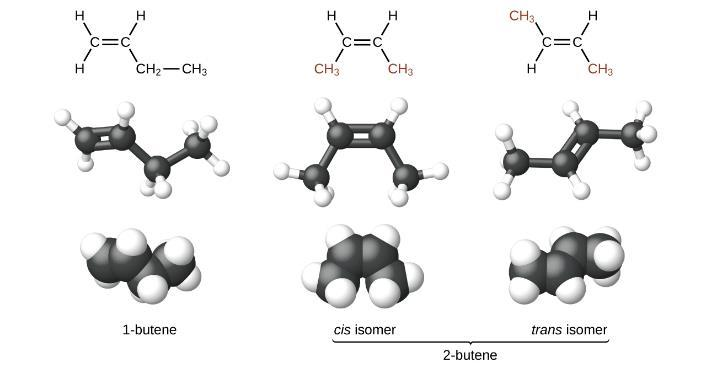 H H
C=C
H CH₂—CH₃
H H
C=C
CH₃ CH₃
CH₃ H
C=C
H CH₃
1-butene
cis isomer
trans isomer
2-butene